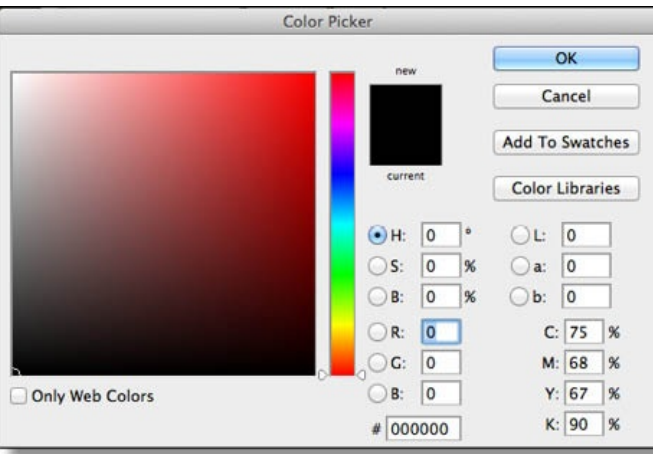 Color Picker
new
current
OK
Cancel
Add To Swatches
Color Libraries
H: 0 °
S: 0 %
B: 0 %
R: 0
G: 0
B: 0
# 000000
L: 0
a: 0
b: 0
C: 75 %
M: 68 %
Y: 67 %
K: 90 %
Only Web Colors